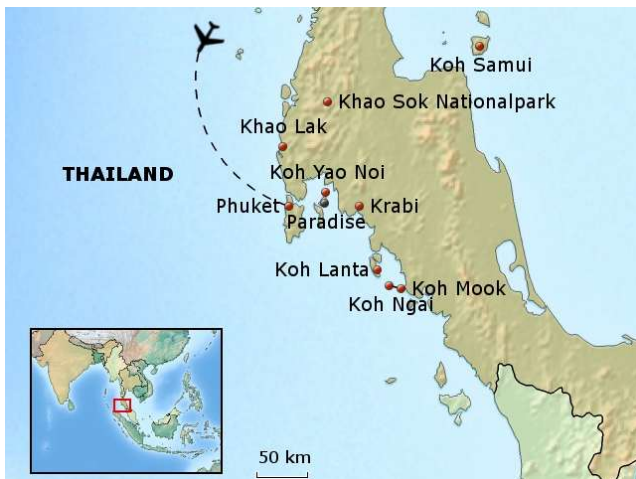 Koh Samui
Khao Sok Nationalpark
Khao Lak
THAILAND
Koh Yao Noi
Phuket
Krabi
Paradise
Koh Lanta
Koh Mook
Koh Ngai
50 km